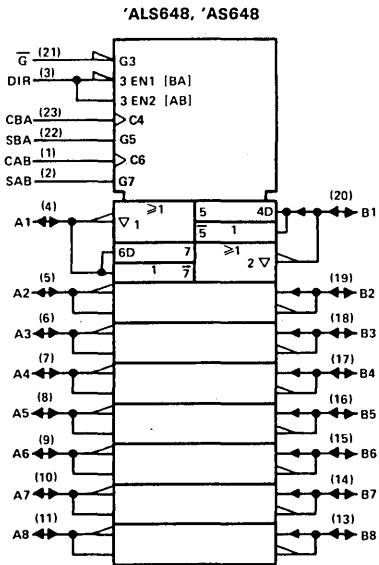 'ALS648, 'AS648
G̅ (21) G3
DIR (3) 3 EN1 [BA]
3 EN2 [AB]
CBA (23) C4
SBA (22) G5
CAB (1) C6
SAB (2) G7
A1 (4) ≥1 5 4D (20) B1
▽ 1 5̅ 1
6D 7 ≥1
1 7̅ 2 ▽
A2 (5) (19) B2
A3 (6) (18) B3
A4 (7) (17) B4
A5 (8) (16) B5
A6 (9) (15) B6
A7 (10) (14) B7
A8 (11) (13) B8